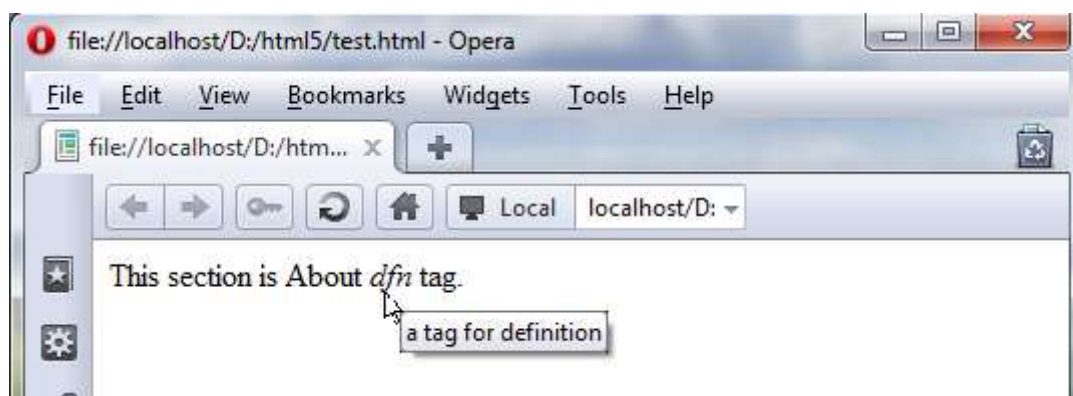 file://localhost/D:/html5/test.html - Opera
File Edit View Bookmarks Widgets Tools Help
file://localhost/D:/htm...
Local localhost/D:
This section is About dfn tag.
a tag for definition